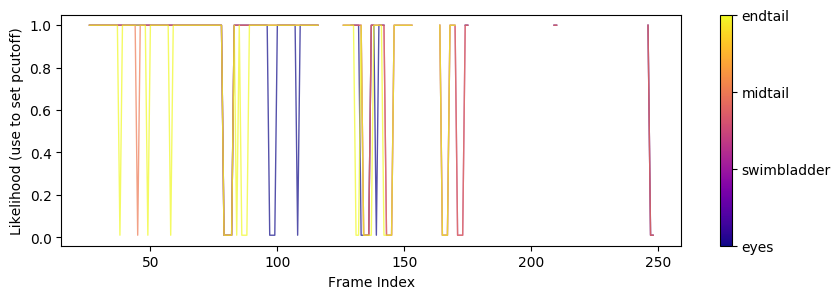 Likelihood (use to set pcutoff)
1.0
0.8
0.6
0.4
0.2
0.0
50
100
150
200
250
Frame Index
endtail
midtail
swimbladder
eyes